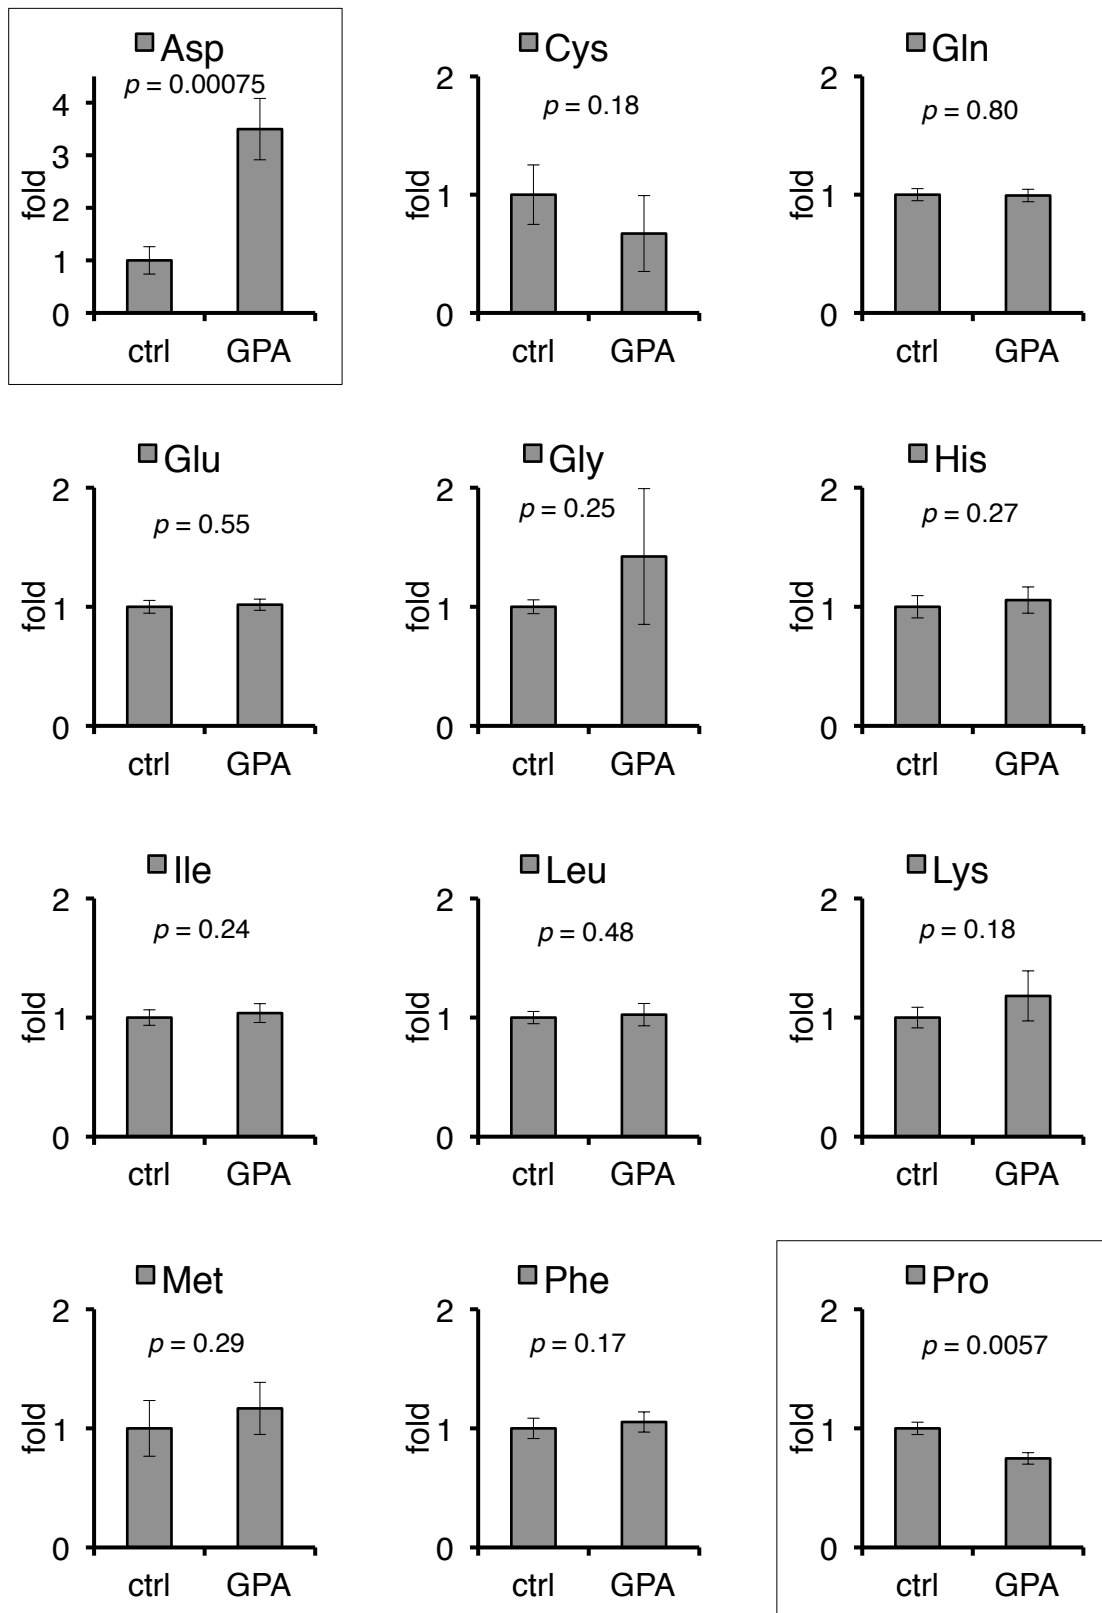 Asp
p = 0.00075
4
3
2
1
0
fold
ctrl GPA
Cys
p = 0.18
2
1
0
fold
ctrl GPA
Gln
p = 0.80
2
1
0
fold
ctrl GPA
Glu
p = 0.55
2
1
0
fold
ctrl GPA
Gly
p = 0.25
2
1
0
fold
ctrl GPA
His
p = 0.27
2
1
0
fold
ctrl GPA
Ile
p = 0.24
2
1
0
fold
ctrl GPA
Leu
p = 0.48
2
1
0
fold
ctrl GPA
Lys
p = 0.18
2
1
0
fold
ctrl GPA
Met
p = 0.29
2
1
0
fold
ctrl GPA
Phe
p = 0.17
2
1
0
fold
ctrl GPA
Pro
p = 0.0057
2
1
0
fold
ctrl GPA